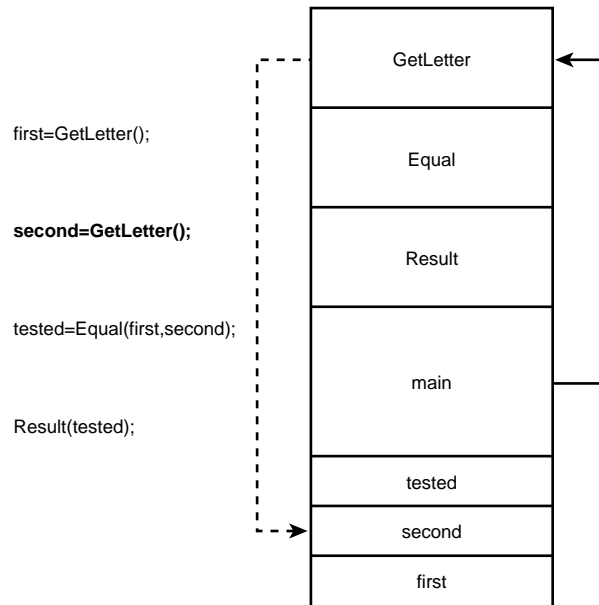 first=GetLetter();
second=GetLetter();
tested=Equal(first,second);
Result(tested);
GetLetter
Equal
Result
main
tested
second
first